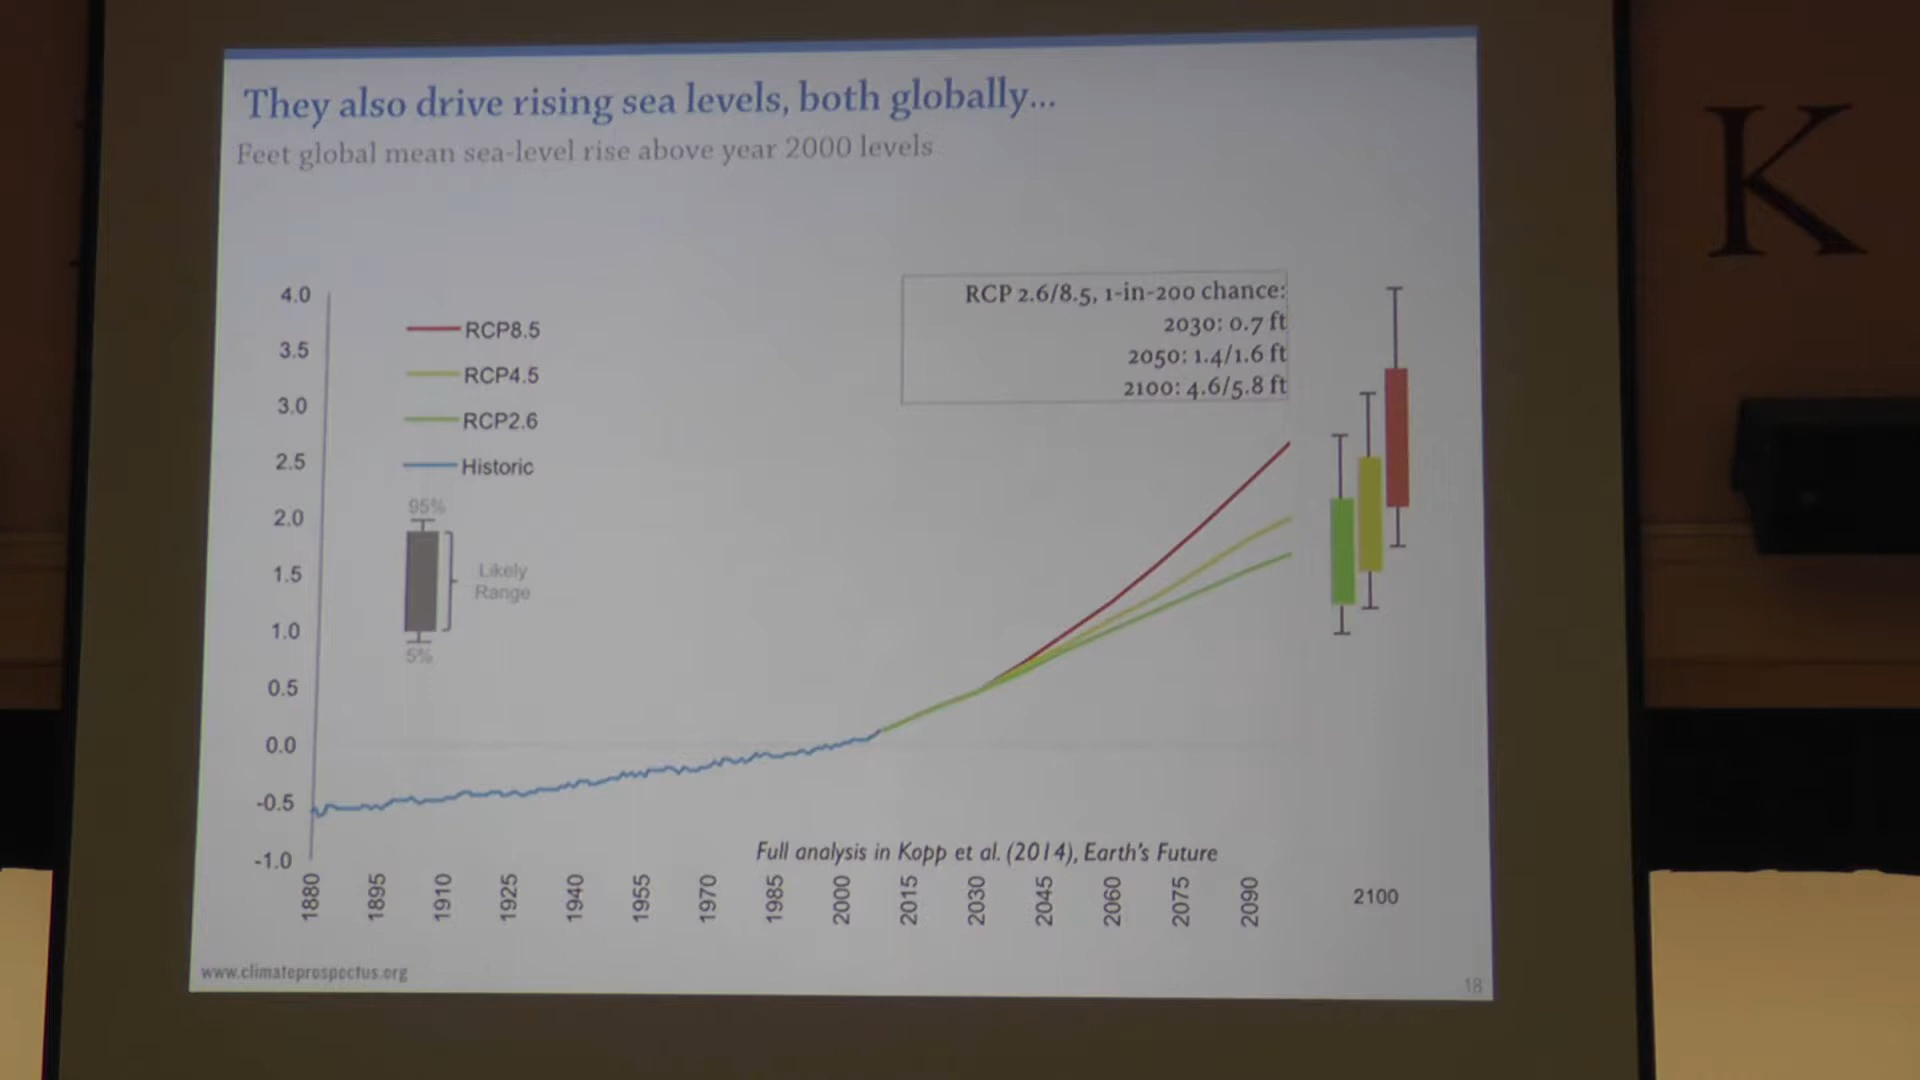 They also drive rising sea levels, both globally...
Feet global mean sea-level rise above year 2000 levels
K
RCP 2.6/8.5, 1-in-200 chance:
2030: 0.7 ft
2050: 1.4/1.6 ft
2100: 4.6/5.8 ft
4.0
3.5
3.0
2.5
2.0
1.5
1.0
0.5
0.0
-0.5
-1.0
RCP8.5
RCP4.5
RCP2.6
Historic
95%
Likely
Range
5%
Full analysis in Kopp et al. (2014), Earth's Future
1880 1895 1910 1925 1940 1955 1970 1985 2000 2015 2030 2045 2060 2075 2090 2100
www.climateprospectus.org
18